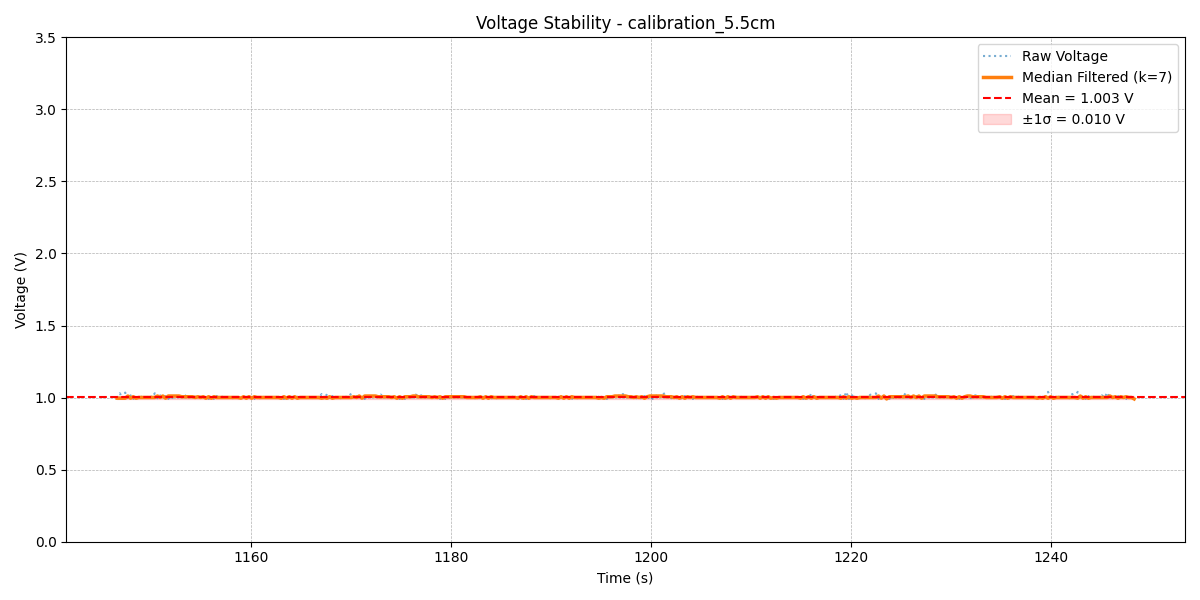 Voltage Stability - calibration_5.5cm
Raw Voltage
Median Filtered (k=7)
Mean = 1.003 V
±1σ = 0.010 V
Voltage (V)
3.5
3.0
2.5
2.0
1.5
1.0
0.5
0.0
1160 1180 1200 1220 1240
Time (s)